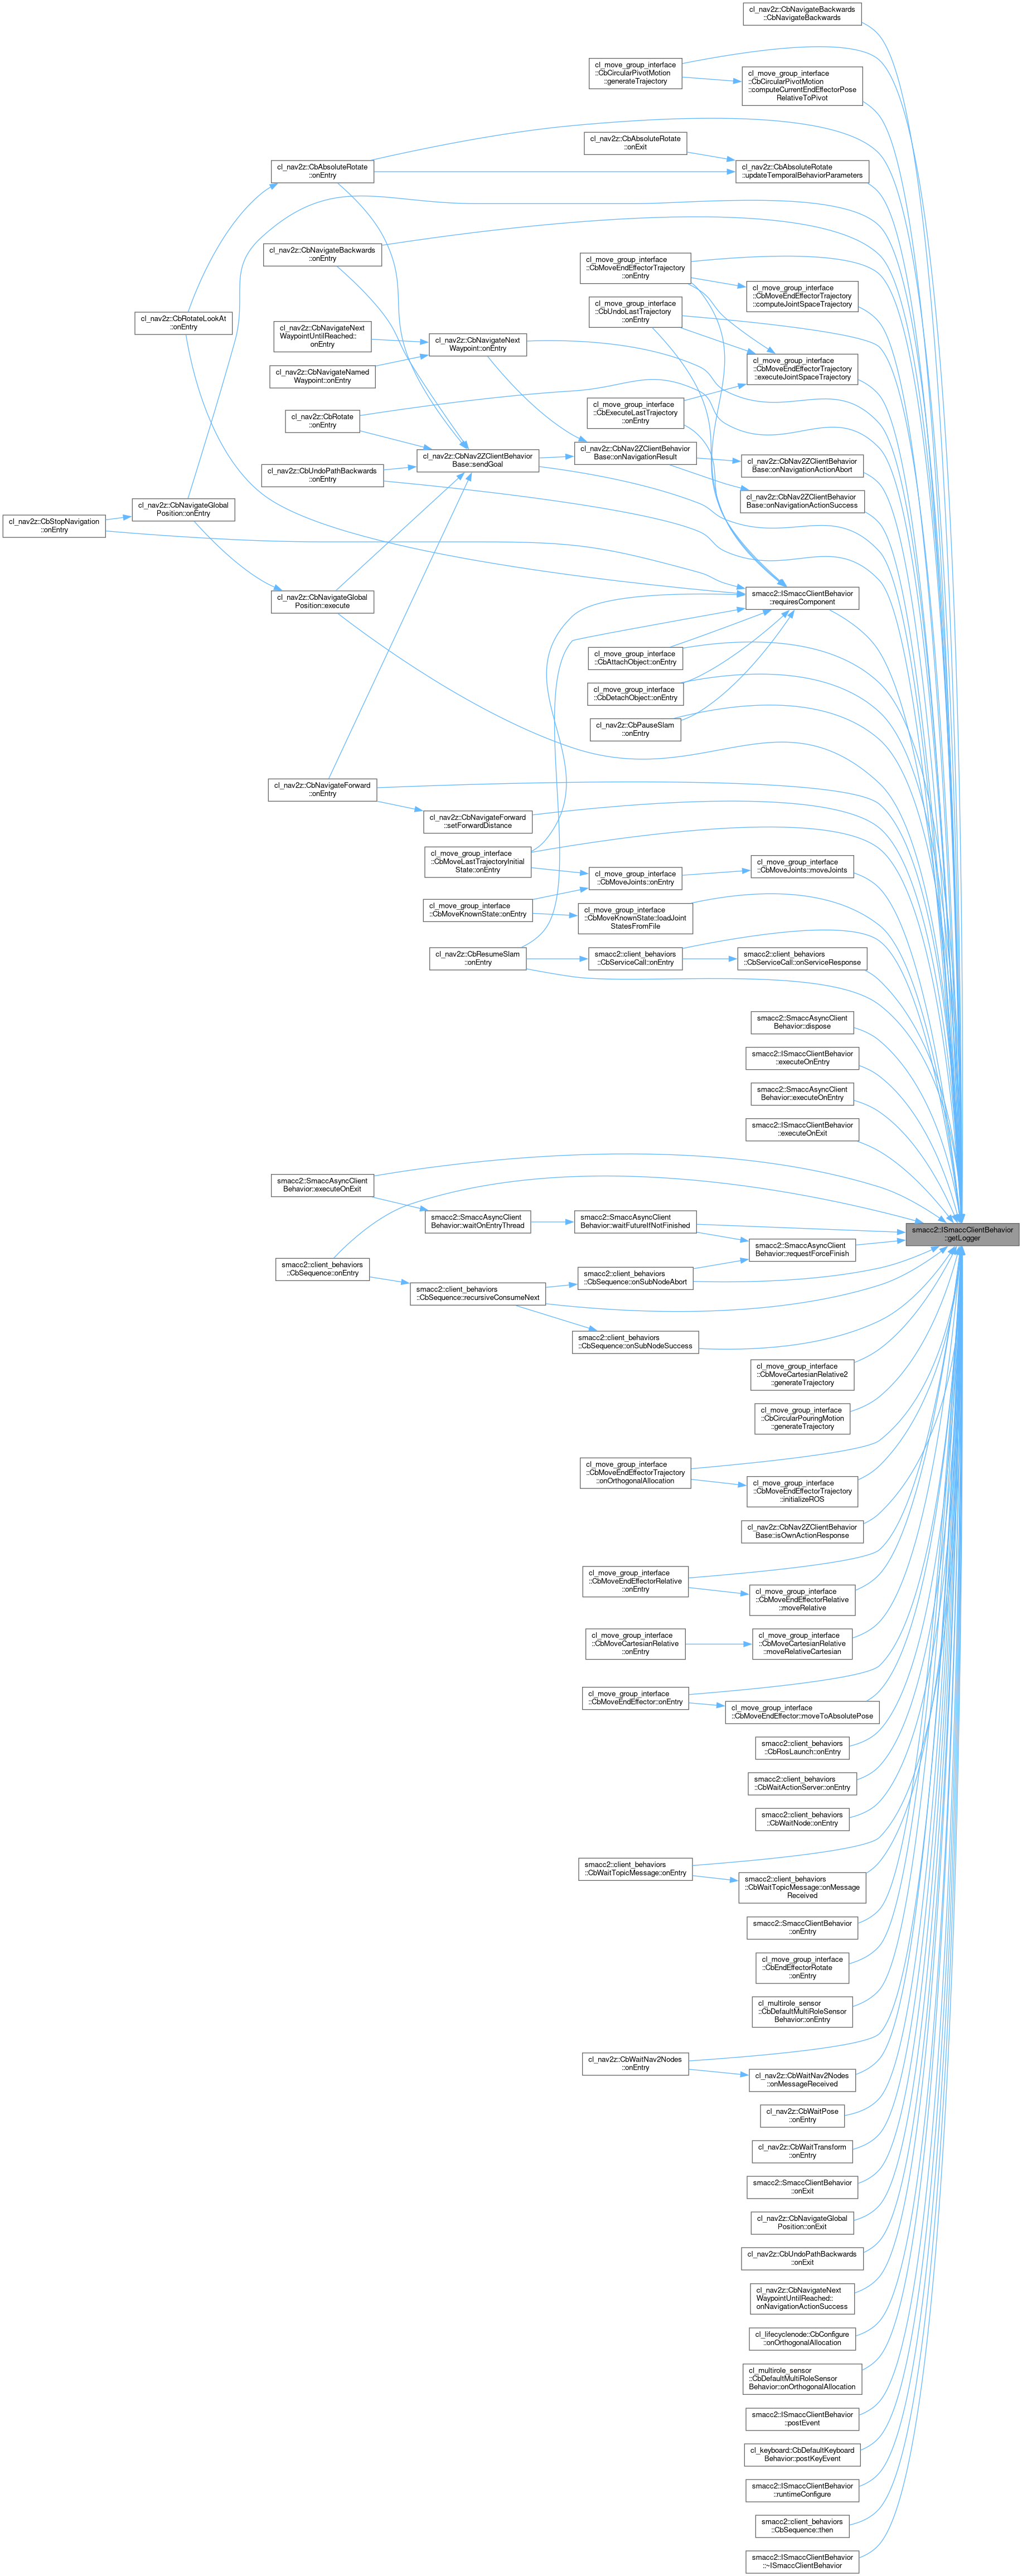 cl_nav2z::CbNavigateBackwards
::CbNavigateBackwards
cl_move_group_interface
::CbCircularPivotMotion
::generateTrajectory
cl_move_group_interface
::CbCircularPivotMotion
::computeCurrentEndEffectorPose
RelativeToPivot
cl_nav2z::CbAbsoluteRotate
::onExit
cl_nav2z::CbAbsoluteRotate
::onEntry
cl_nav2z::CbAbsoluteRotate
::updateTemporalBehaviorParameters
cl_nav2z::CbNavigateBackwards
::onEntry
cl_move_group_interface
::CbMoveEndEffectorTrajectory
::onEntry
cl_move_group_interface
::CbMoveEndEffectorTrajectory
::computeJointSpaceTrajectory
cl_move_group_interface
::CbUndoLastTrajectory
::onEntry
cl_nav2z::CbRotateLookAt
::onEntry
cl_nav2z::CbNavigateNext
WaypointUntilReached::
onEntry
cl_nav2z::CbNavigateNext
Waypoint::onEntry
cl_move_group_interface
::CbMoveEndEffectorTrajectory
::executeJointSpaceTrajectory
cl_nav2z::CbNavigateNamed
Waypoint::onEntry
cl_move_group_interface
::CbExecuteLastTrajectory
::onEntry
cl_nav2z::CbRotate
::onEntry
cl_nav2z::CbNav2ZClientBehavior
Base::sendGoal
cl_nav2z::CbNav2ZClientBehavior
Base::onNavigationResult
cl_nav2z::CbNav2ZClientBehavior
Base::onNavigationActionAbort
cl_nav2z::CbUndoPathBackwards
::onEntry
cl_nav2z::CbNav2ZClientBehavior
Base::onNavigationActionSuccess
cl_nav2z::CbNavigateGlobal
Position::onEntry
cl_nav2z::CbStopNavigation
::onEntry
cl_nav2z::CbNavigateGlobal
Position::execute
smacc2::ISmaccClientBehavior
::requiresComponent
cl_move_group_interface
::CbAttachObject::onEntry
cl_move_group_interface
::CbDetachObject::onEntry
cl_nav2z::CbPauseSlam
::onEntry
cl_nav2z::CbNavigateForward
::onEntry
cl_nav2z::CbNavigateForward
::setForwardDistance
cl_move_group_interface
::CbMoveLastTrajectoryInitial
State::onEntry
cl_move_group_interface
::CbMoveJoints::onEntry
cl_move_group_interface
::CbMoveJoints::moveJoints
cl_move_group_interface
::CbMoveKnownState::onEntry
cl_move_group_interface
::CbMoveKnownState::loadJoint
StatesFromFile
cl_nav2z::CbResumeSlam
::onEntry
smacc2::client_behaviors
::CbServiceCall::onEntry
smacc2::client_behaviors
::CbServiceCall::onServiceResponse
smacc2::SmaccAsyncClient
Behavior::dispose
smacc2::ISmaccClientBehavior
::executeOnEntry
smacc2::SmaccAsyncClient
Behavior::executeOnEntry
smacc2::ISmaccClientBehavior
::executeOnExit
smacc2::SmaccAsyncClient
Behavior::executeOnExit
smacc2::SmaccAsyncClient
Behavior::waitOnEntryThread
smacc2::SmaccAsyncClient
Behavior::waitFutureIfNotFinished
smacc2::ISmaccClientBehavior
::getLogger
smacc2::SmaccAsyncClient
Behavior::requestForceFinish
smacc2::client_behaviors
::CbSequence::onEntry
smacc2::client_behaviors
::CbSequence::onSubNodeAbort
smacc2::client_behaviors
::CbSequence::recursiveConsumeNext
smacc2::client_behaviors
::CbSequence::onSubNodeSuccess
cl_move_group_interface
::CbMoveCartesianRelative2
::generateTrajectory
cl_move_group_interface
::CbCircularPouringMotion
::generateTrajectory
cl_move_group_interface
::CbMoveEndEffectorTrajectory
::onOrthogonalAllocation
cl_move_group_interface
::CbMoveEndEffectorTrajectory
::initializeROS
cl_nav2z::CbNav2ZClientBehavior
Base::isOwnActionResponse
cl_move_group_interface
::CbMoveEndEffectorRelative
::onEntry
cl_move_group_interface
::CbMoveEndEffectorRelative
::moveRelative
cl_move_group_interface
::CbMoveCartesianRelative
::onEntry
cl_move_group_interface
::CbMoveCartesianRelative
::moveRelativeCartesian
cl_move_group_interface
::CbMoveEndEffector::onEntry
cl_move_group_interface
::CbMoveEndEffector::moveToAbsolutePose
smacc2::client_behaviors
::CbRosLaunch::onEntry
smacc2::client_behaviors
::CbWaitActionServer::onEntry
smacc2::client_behaviors
::CbWaitNode::onEntry
smacc2::client_behaviors
::CbWaitTopicMessage::onEntry
smacc2::client_behaviors
::CbWaitTopicMessage::onMessage
Received
smacc2::SmaccClientBehavior
::onEntry
cl_move_group_interface
::CbEndEffectorRotate
::onEntry
cl_multirole_sensor
::CbDefaultMultiRoleSensor
Behavior::onEntry
cl_nav2z::CbWaitNav2Nodes
::onEntry
cl_nav2z::CbWaitNav2Nodes
::onMessageReceived
cl_nav2z::CbWaitPose
::onEntry
cl_nav2z::CbWaitTransform
::onEntry
smacc2::SmaccClientBehavior
::onExit
cl_nav2z::CbNavigateGlobal
Position::onExit
cl_nav2z::CbUndoPathBackwards
::onExit
cl_nav2z::CbNavigateNext
WaypointUntilReached::
onNavigationActionSuccess
cl_lifecyclenode::CbConfigure
::onOrthogonalAllocation
cl_multirole_sensor
::CbDefaultMultiRoleSensor
Behavior::onOrthogonalAllocation
smacc2::ISmaccClientBehavior
::postEvent
cl_keyboard::CbDefaultKeyboard
Behavior::postKeyEvent
smacc2::ISmaccClientBehavior
::runtimeConfigure
smacc2::client_behaviors
::CbSequence::then
smacc2::ISmaccClientBehavior
::~ISmaccClientBehavior